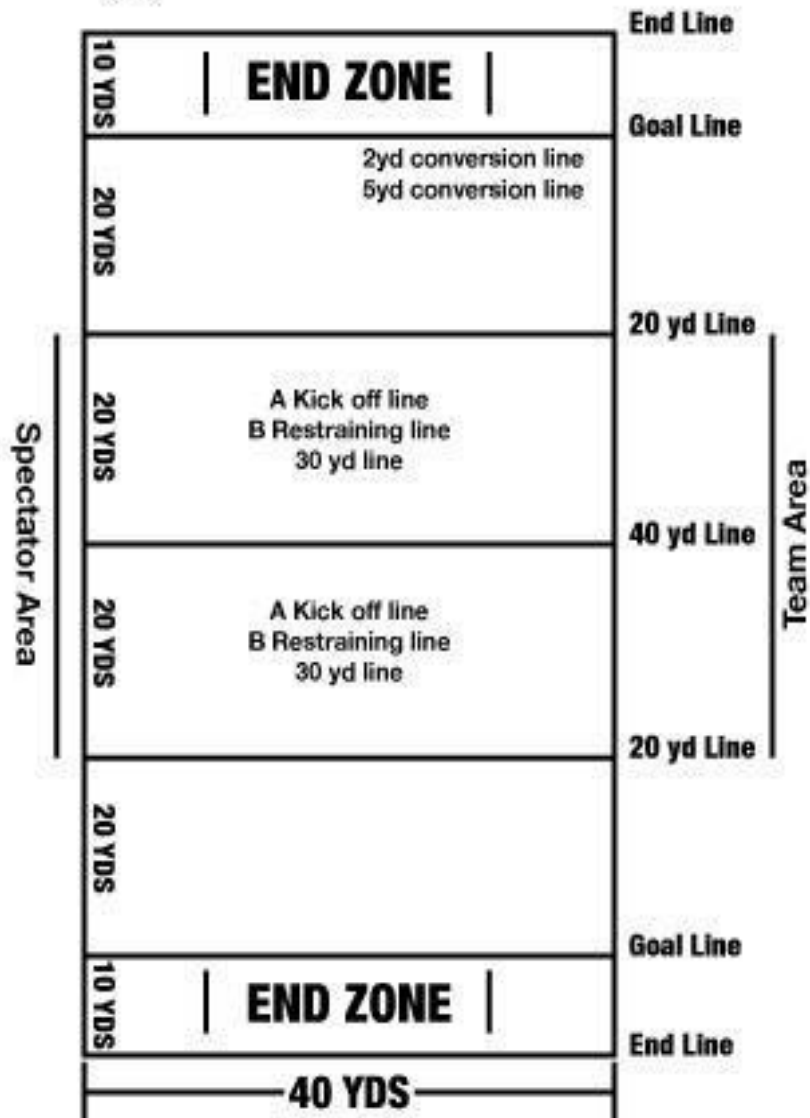 End Line
10 YDS
END ZONE
Goal Line
2yd conversion line
5yd conversion line
20 YDS
20 yd Line
Spectator Area
20 YDS
A Kick off line
B Restraining line
30 yd line
Team Area
40 yd Line
20 YDS
A Kick off line
B Restraining line
30 yd line
20 yd Line
20 YDS
Goal Line
10 YDS
END ZONE
End Line
40 YDS